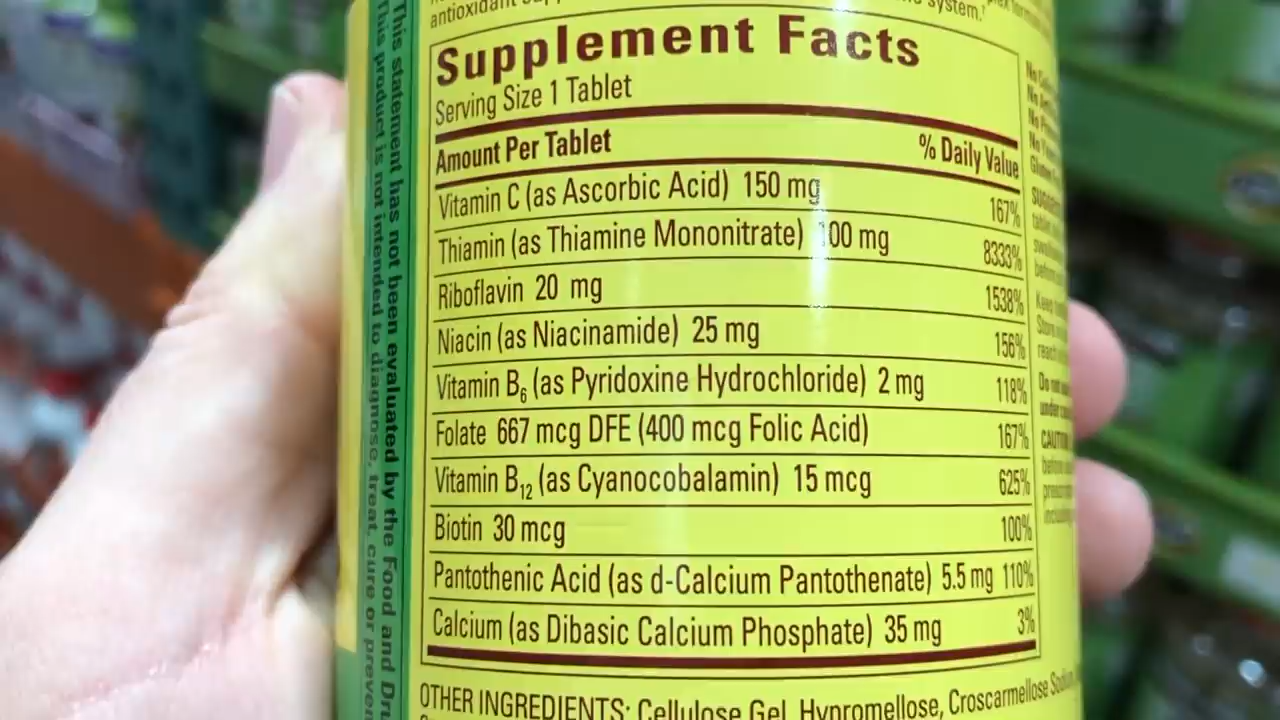 antioxidant supp
system.†
Supplement Facts
Serving Size 1 Tablet
Amount Per Tablet % Daily Value
Vitamin C (as Ascorbic Acid) 150 mg 167%
Thiamin (as Thiamine Mononitrate) 100 mg 8333%
Riboflavin 20 mg 1538%
Niacin (as Niacinamide) 25 mg 156%
Vitamin B6 (as Pyridoxine Hydrochloride) 2 mg 118%
Folate 667 mcg DFE (400 mcg Folic Acid) 167%
Vitamin B12 (as Cyanocobalamin) 15 mcg 625%
Biotin 30 mcg 100%
Pantothenic Acid (as d-Calcium Pantothenate) 5.5 mg 110%
Calcium (as Dibasic Calcium Phosphate) 35 mg 3%
OTHER INGREDIENTS: Cellulose Gel, Hypromellose, Croscarmellose
This statement has not been evaluated by the Food and Dru
This product is not intended to diagnose, treat, cure or preven